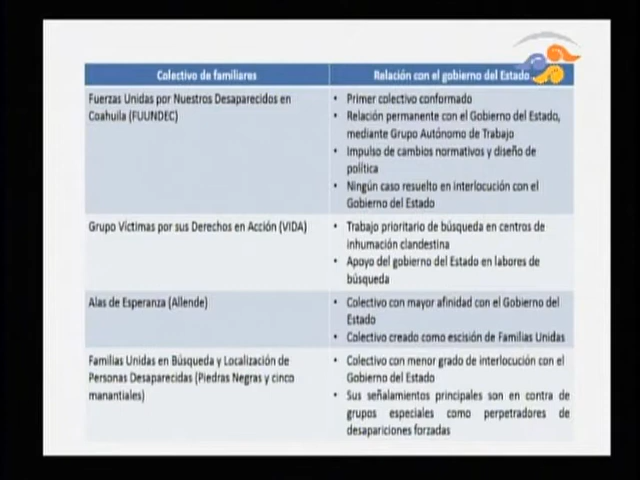 Colectivo de familiares
Relación con el gobierno del Estado
Fuerzas Unidas por Nuestros Desaparecidos en
Coahuila (FUUNDEC)
• Primer colectivo conformado
• Relación permanente con el Gobierno del Estado,
mediante Grupo Autónomo de Trabajo
• Impulso de cambios normativos y diseño de
política
• Ningún caso resuelto en interlocución con el
Gobierno del Estado
Grupo Víctimas por sus Derechos en Acción (VIDA)
• Trabajo prioritario de búsqueda en centros de
inhumación clandestina
• Apoyo del gobierno del Estado en labores de
búsqueda
Alas de Esperanza (Allende)
• Colectivo con mayor afinidad con el Gobierno del
Estado
• Colectivo creado como escisión de Familias Unidas
Familias Unidas en Búsqueda y Localización de
Personas Desaparecidas (Piedras Negras y cinco
manantiales)
• Colectivo con menor grado de interlocución con el
Gobierno del Estado
• Sus señalamientos principales son en contra de
grupos especiales como perpetradores de
desapariciones forzadas